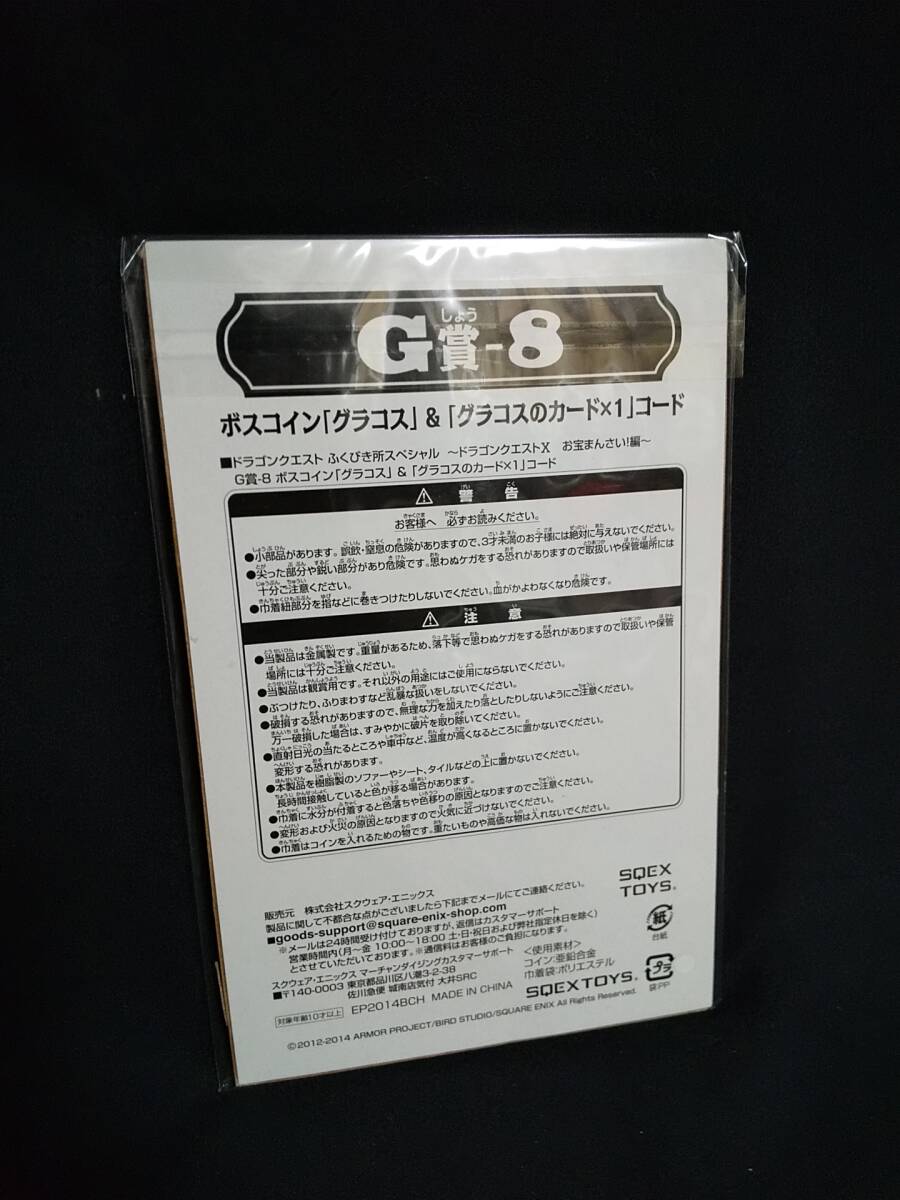 しょう
G賞-8
ボスコイン「グラコス」&「グラコスのカード×1」コード
■ドラゴンクエスト ふくびき所スペシャル ～ドラゴンクエストX お宝まんさい!編～
G賞-8 ボスコイン「グラコス」&「グラコスのカード×1」コード
警告
お客様へ 必ずお読みください。
●小部品があります。誤飲・窒息の危険がありますので、3才未満のお子様には絶対に与えないでください。
●尖った部分や鋭い部分があり危険です。思わぬケガをする恐れがありますので取扱いや保管場所には
十分ご注意ください。
●巾着紐部分を指などに巻きつけたりしないでください。血がかよわなくなり危険です。
注意
●当製品は金属製です。重量があるため、落下等で思わぬケガをする恐れがありますので取扱いや保管
場所には十分ご注意ください。
●当製品は観賞用です。それ以外の用途にはご使用にならないでください。
●ぶつけたり、ふりまわすなど乱暴な扱いをしないでください。
●破損する恐れがありますので、無理な力を加えたり落としたりしないようにご注意ください。
万一破損した場合は、すみやかに破片を取り除いてください。
●直射日光の当たるところや車中など、温度が高くなるところに置かないでください。
変形する恐れがあります。
●本製品を樹脂製のソファーやシート、タイルなどの上に置かないでください。
長時間接触していると色が移る場合があります。
●巾着に水分が付着すると色落ちや色移りの原因となりますのでご注意ください。
●変形および火災の原因となりますので火気に近づけないでください。
●巾着はコインを入れるための物です。重たいものや高価な物は入れないでください。
SQEX
TOYS®
販売元 株式会社スクウェア・エニックス
製品に関して不都合な点がございましたら下記までメールにてご連絡ください。
■goods-support@square-enix-shop.com
※メールは24時間受け付けておりますが、返信はカスタマーサポート
営業時間内(月～金 10:00～18:00 土・日・祝および弊社指定休日を除く)
とさせていただいております。※通信料はお客様のご負担になります。
スクウェア・エニックス マーチャンダイジングカスタマーサポート
■〒140-0003 東京都品川区八潮3-2-38
佐川急便 城南店気付 大井SRC
<使用素材>
コイン:亜鉛合金
巾着袋:ポリエステル
紙
台紙
プラ
袋:PP
対象年齢10才以上 EP2014BCH MADE IN CHINA
SQEX TOYS®
©2012-2014 ARMOR PROJECT/BIRD STUDIO/SQUARE ENIX All Rights Reserved.